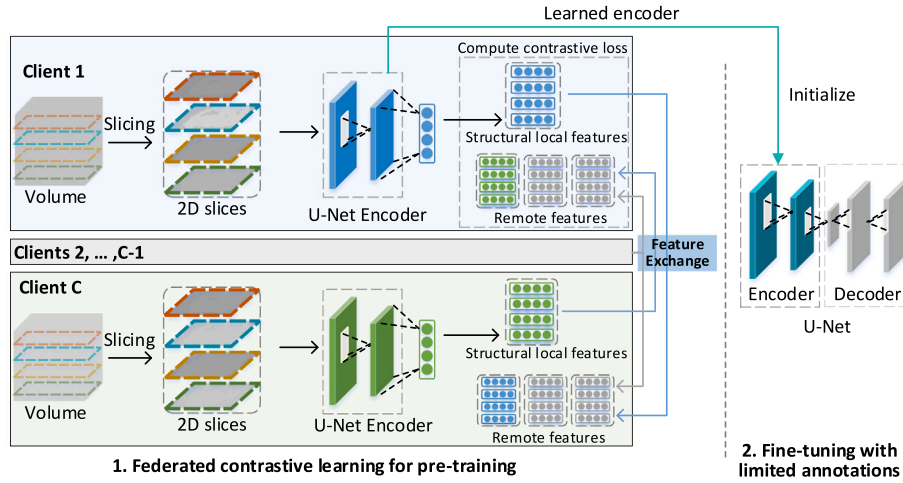 Learned encoder
Client 1
Compute contrastive loss
Slicing
Structural local features
Initialize
Volume
2D slices
U-Net Encoder
Remote features
Clients 2, ... ,C-1
Feature
Exchange
Client C
Slicing
Structural local features
Encoder
Decoder
U-Net
Volume
2D slices
U-Net Encoder
Remote features
1. Federated contrastive learning for pre-training
2. Fine-tuning with
limited annotations